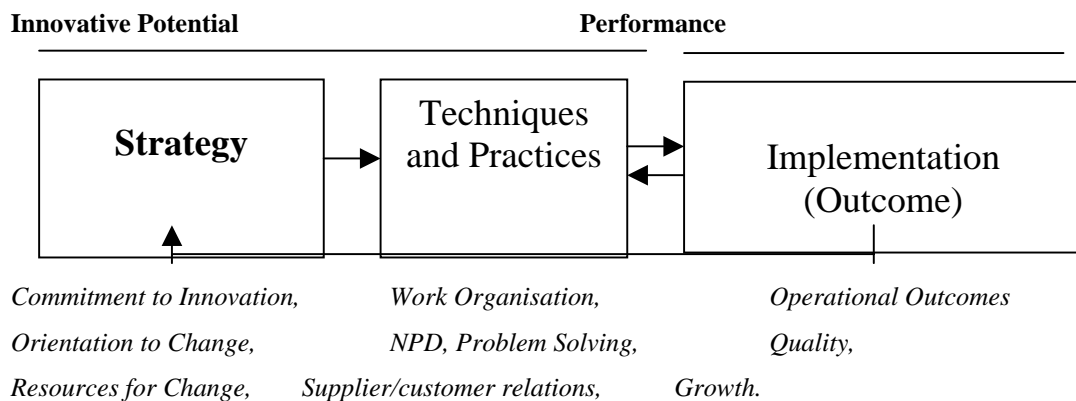 Innovative Potential Performance
Strategy
Techniques
and Practices
Implementation
(Outcome)
Commitment to Innovation, Work Organisation, Operational Outcomes
Orientation to Change, NPD, Problem Solving, Quality,
Resources for Change, Supplier/customer relations, Growth.